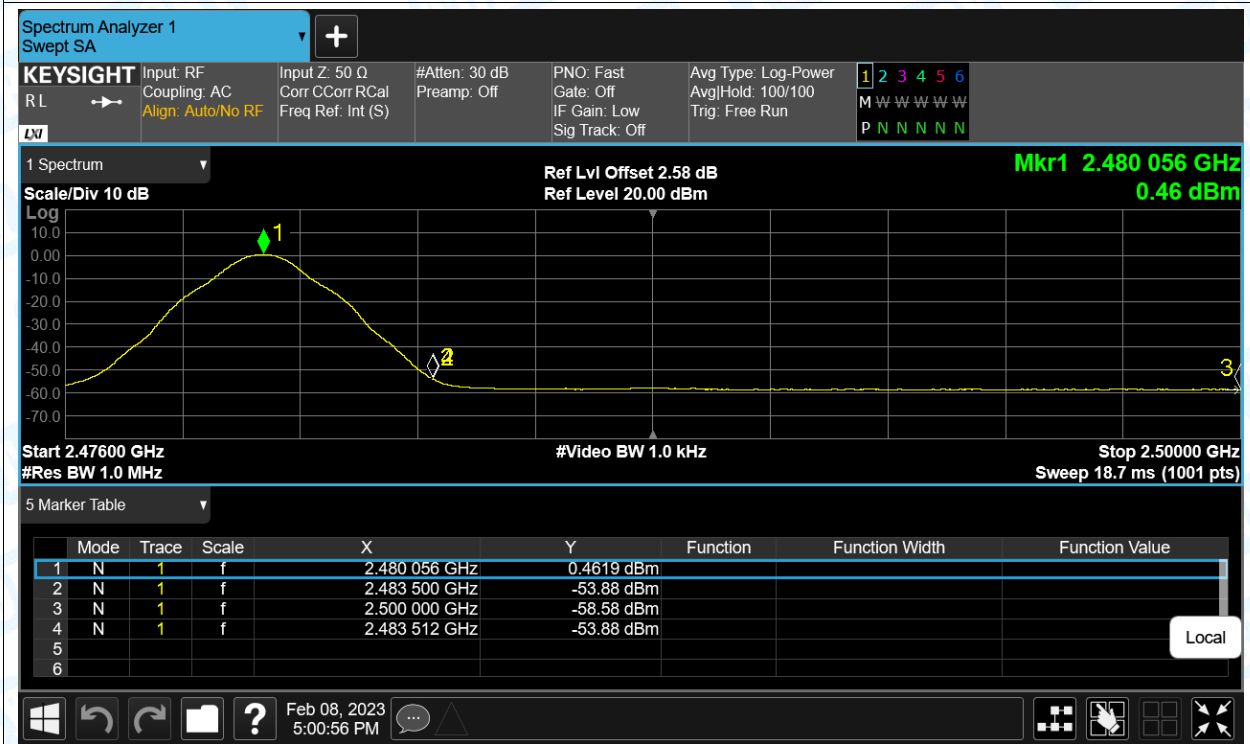 Spectrum Analyzer 1
Swept SA
▼
+
KEYSIGHT
RL
LXI
Input: RF
Coupling: AC
Align: Auto/No RF
Input Z: 50 Ω
Corr CCorr RCal
Freq Ref: Int (S)
#Atten: 30 dB
Preamp: Off
PNO: Fast
Gate: Off
IF Gain: Low
Sig Track: Off
Avg Type: Log-Power
Avg|Hold: 100/100
Trig: Free Run
1 2 3 4 5 6
M W W W W W
P N N N N N
1 Spectrum ▼
Scale/Div 10 dB
Ref Lvl Offset 2.58 dB
Ref Level 20.00 dBm
Mkr1 2.480 056 GHz
0.46 dBm
Log
10.0
0.00
-10.0
-20.0
-30.0
-40.0
-50.0
-60.0
-70.0
1
2
4
3
Start 2.47600 GHz
#Video BW 1.0 kHz
Stop 2.50000 GHz
#Res BW 1.0 MHz
Sweep 18.7 ms (1001 pts)
5 Marker Table ▼
Mode Trace Scale X Y Function Function Width Function Value
1 N 1 f 2.480 056 GHz 0.4619 dBm
2 N 1 f 2.483 500 GHz -53.88 dBm
3 N 1 f 2.500 000 GHz -58.58 dBm
4 N 1 f 2.483 512 GHz -53.88 dBm
5
6
Local
?
Feb 08, 2023
5:00:56 PM